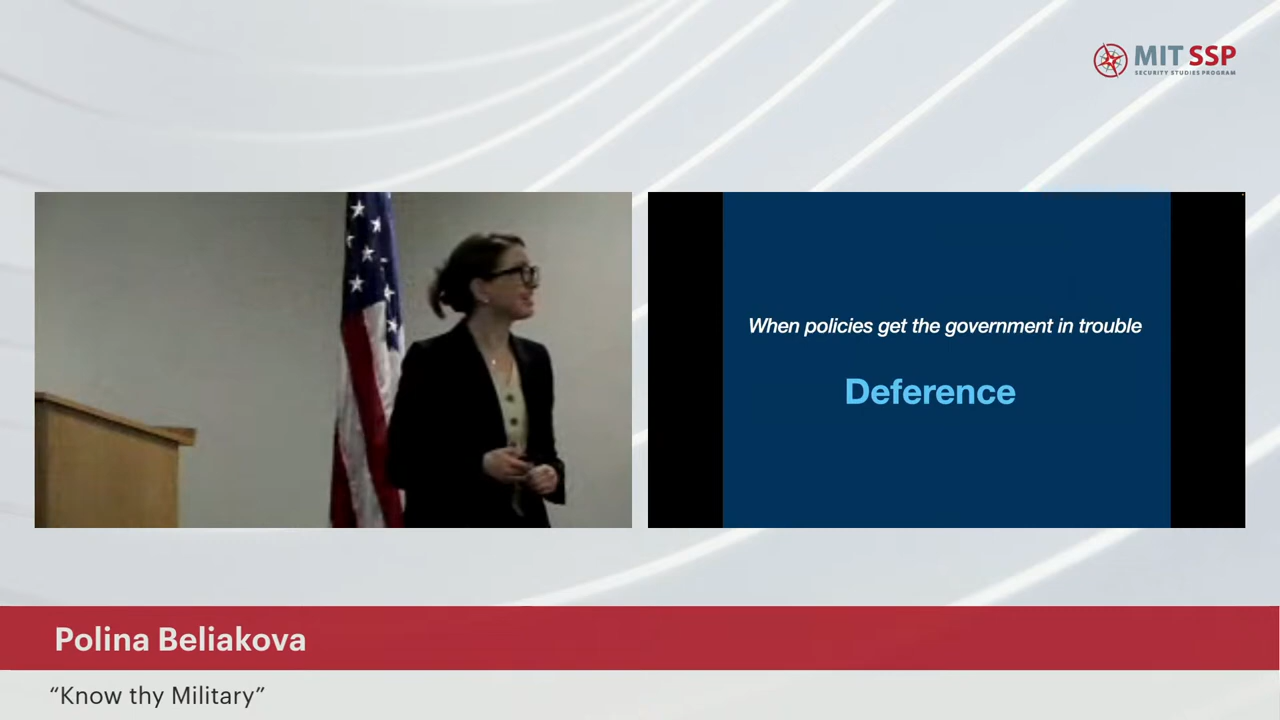 MIT SSP
SECURITY STUDIES PROGRAM
When policies get the government in trouble
Deference
Polina Beliakova
“Know thy Military”